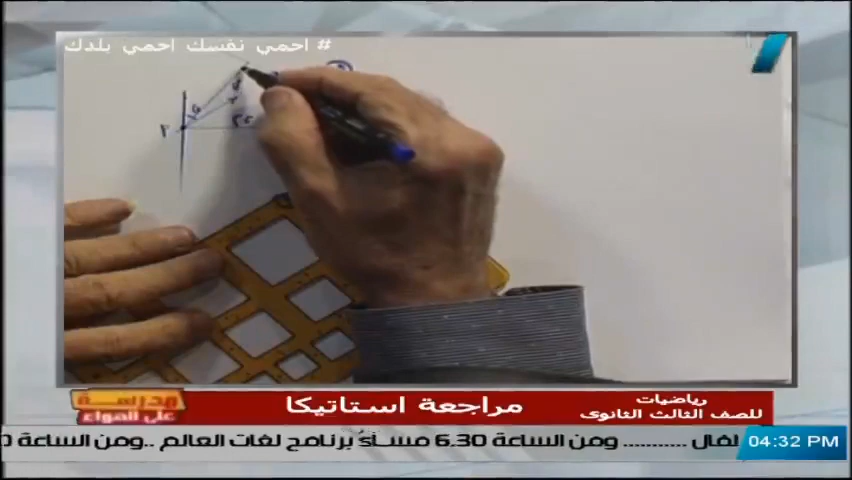 # احمي نفسك احمي بلدك
مدرسة
على الهواء
مراجعة استاتيكا
رياضيات
للصف الثالث الثانوى
04:32 PM
........... ومن الساعة 6.30 مساءً برنامج لغات العالم ..ومن الساعة